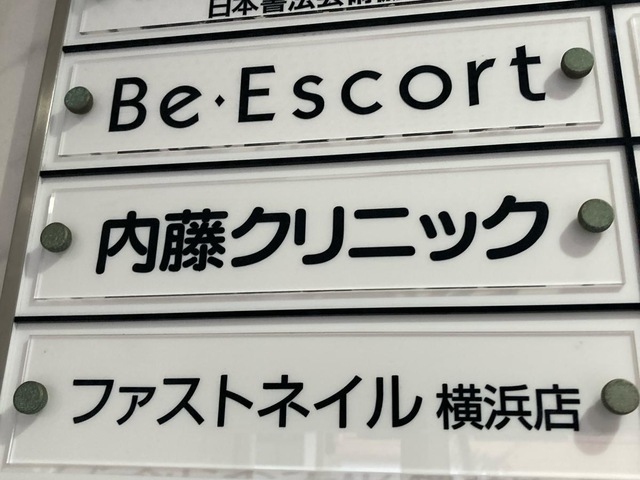 Be・Escort
内藤クリニック
ファストネイル 横浜店